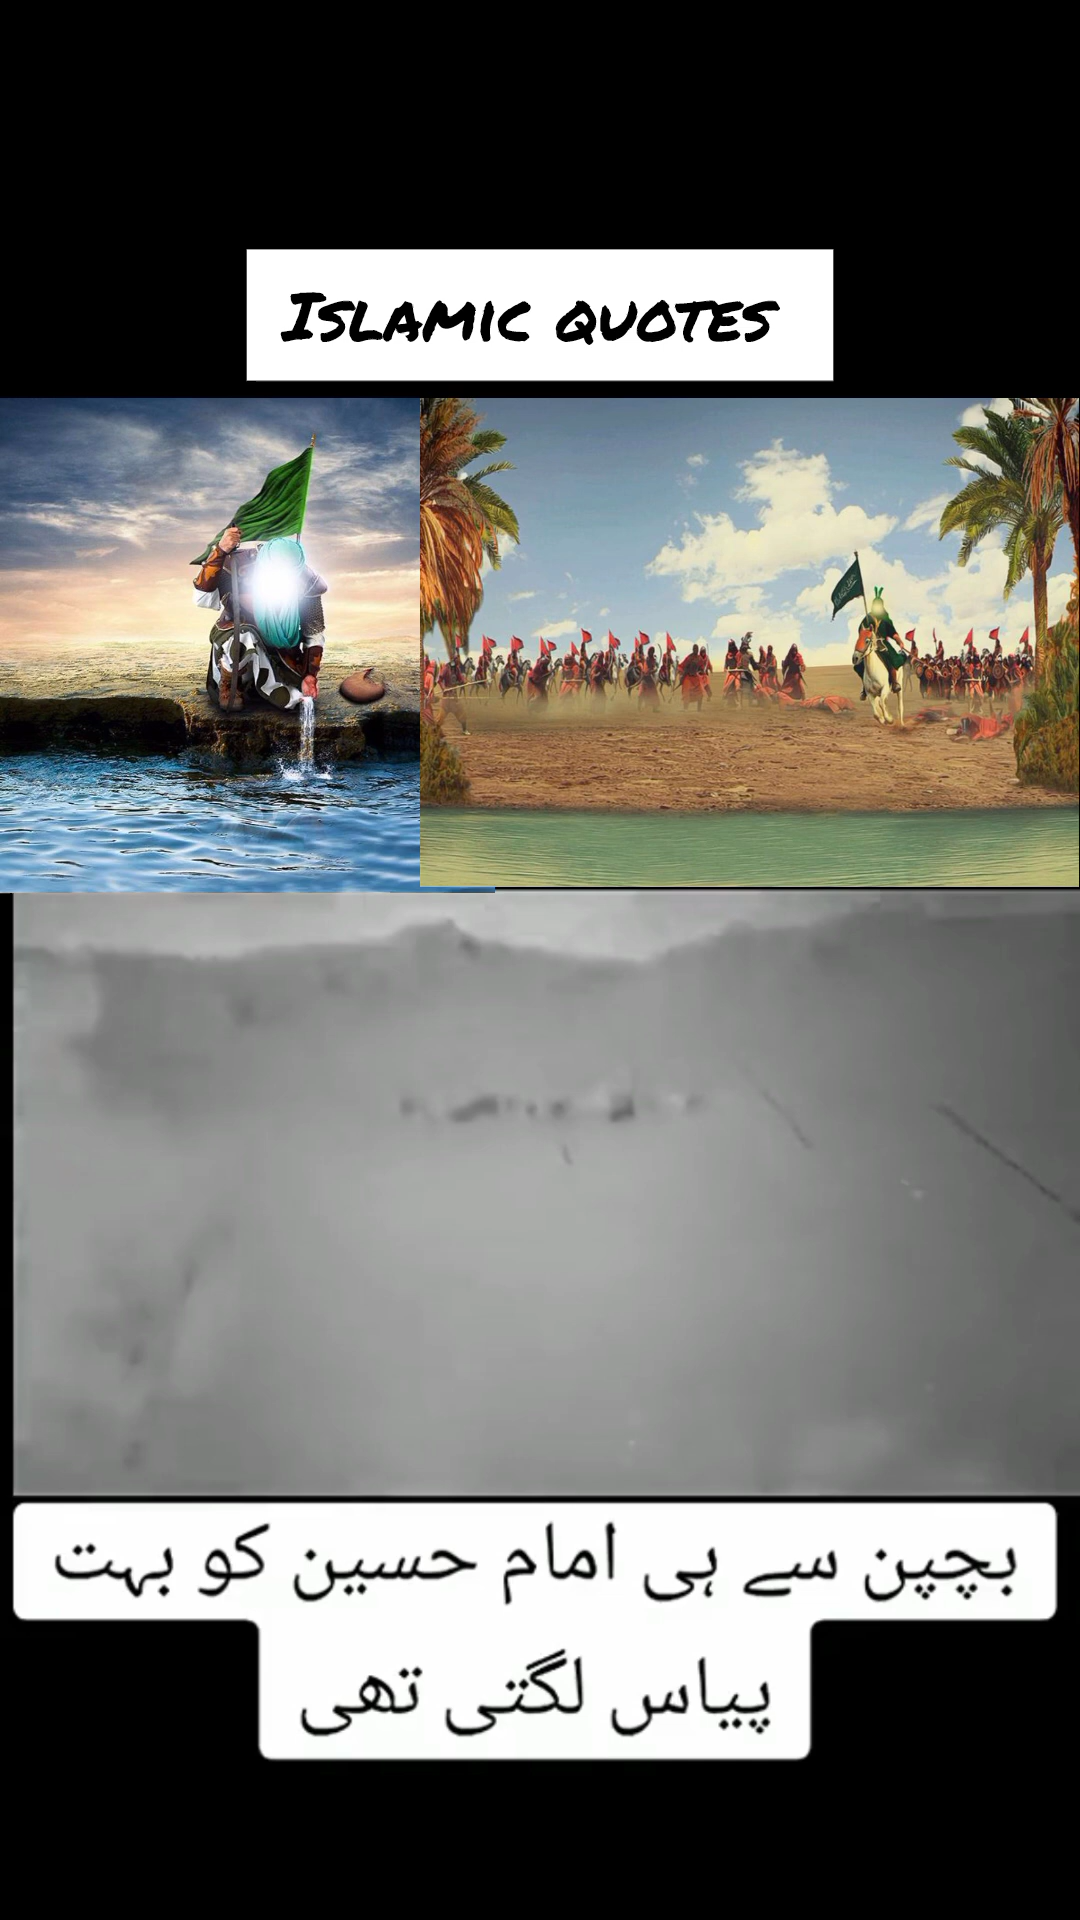 ISLAMIC QUOTES
بچپن سے ہی امام حسین کو بہت
پیاس لگتی تھی